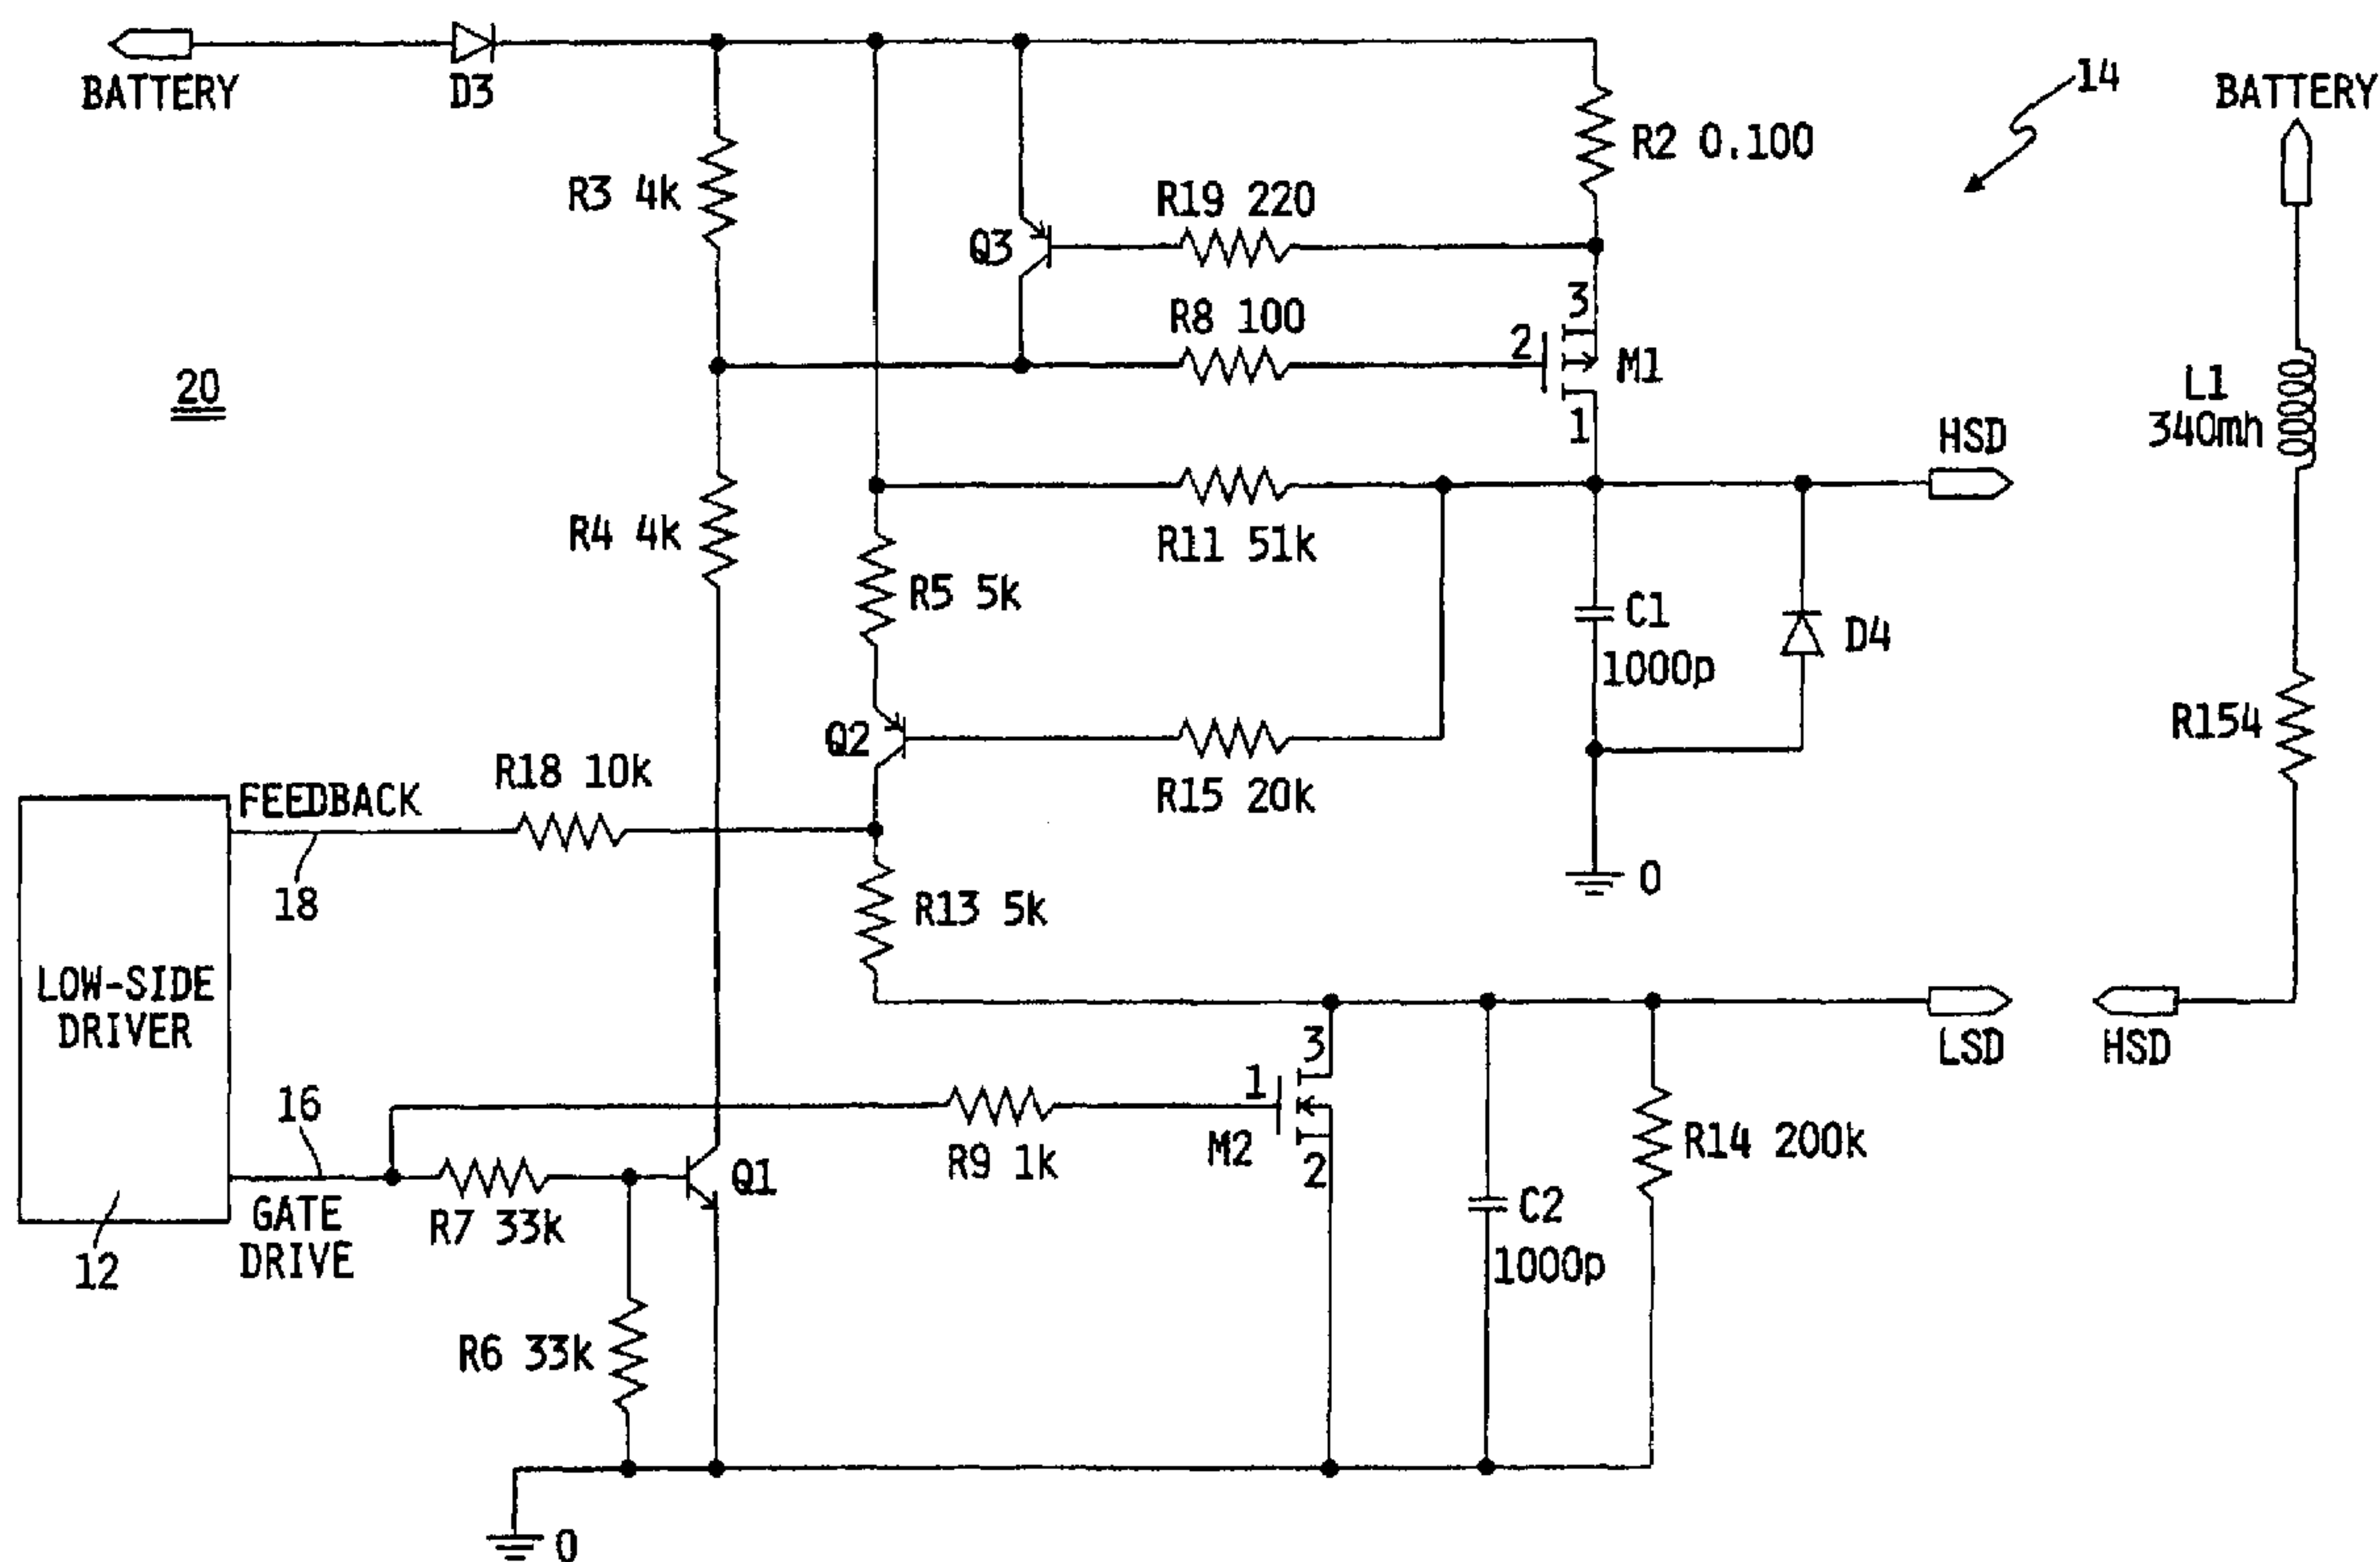 BATTERY
D3
14
BATTERY
R3 4k
R2 0.100
R19 220
Q3
R8 100
3
2
M1
1
20
L1
340mh
HSD
R4 4k
R11 51k
R5 5k
C1
1000p
D4
Q2
R15 20k
R154
R18 10k
FEEDBACK
18
0
R13 5k
LOW-SIDE
DRIVER
LSD
HSD
3
1
M2
2
16
R9 1k
R14 200k
Q1
C2
1000p
GATE
DRIVE
R7 33k
12
R6 33k
0